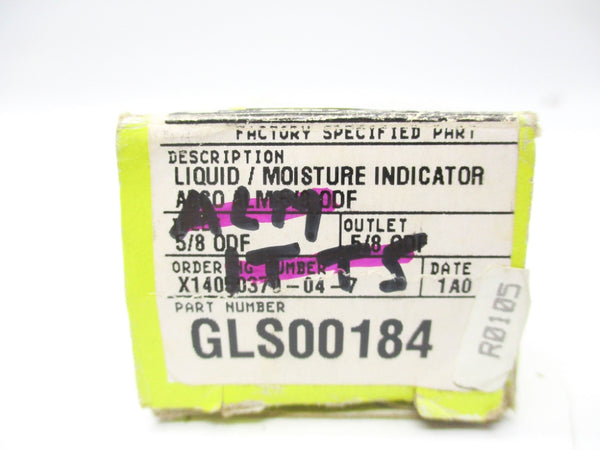 FACTORY SPECIFIED PART
DESCRIPTION
LIQUID / MOISTURE INDICATOR
ODF
OUTLET
5/8 ODF
5/8 ODF
ORDERING NUMBER
DATE
1A0
PART NUMBER
GLS00184
R0105